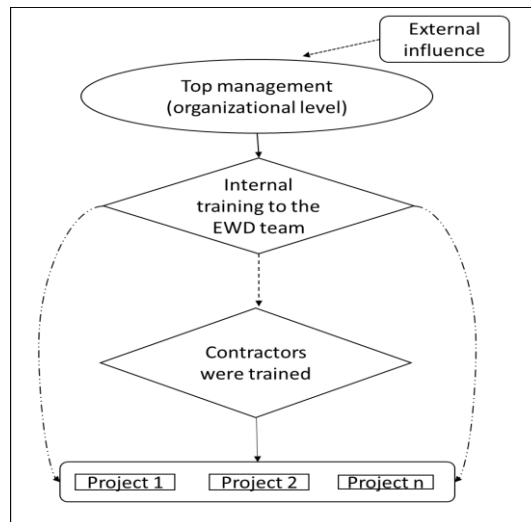 External
influence
Top management
(organizational level)
Internal
training to the
EWD team
Contractors
were trained
Project 1
Project 2
Project n